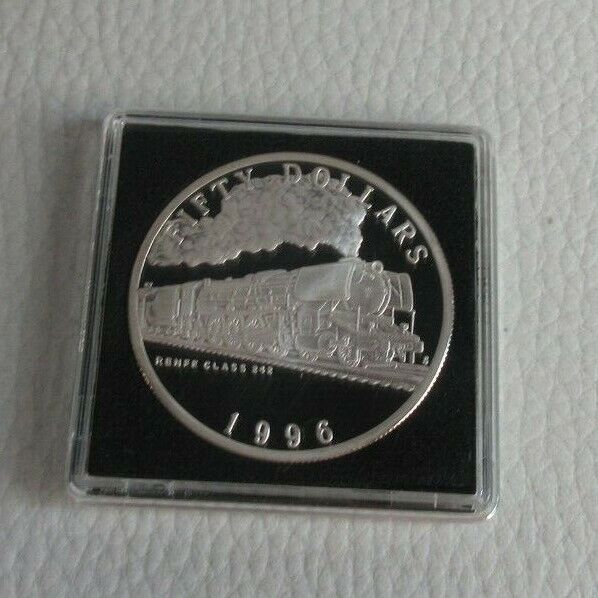 FIFTY DOLLARS
RENFE CLASS 242
1996